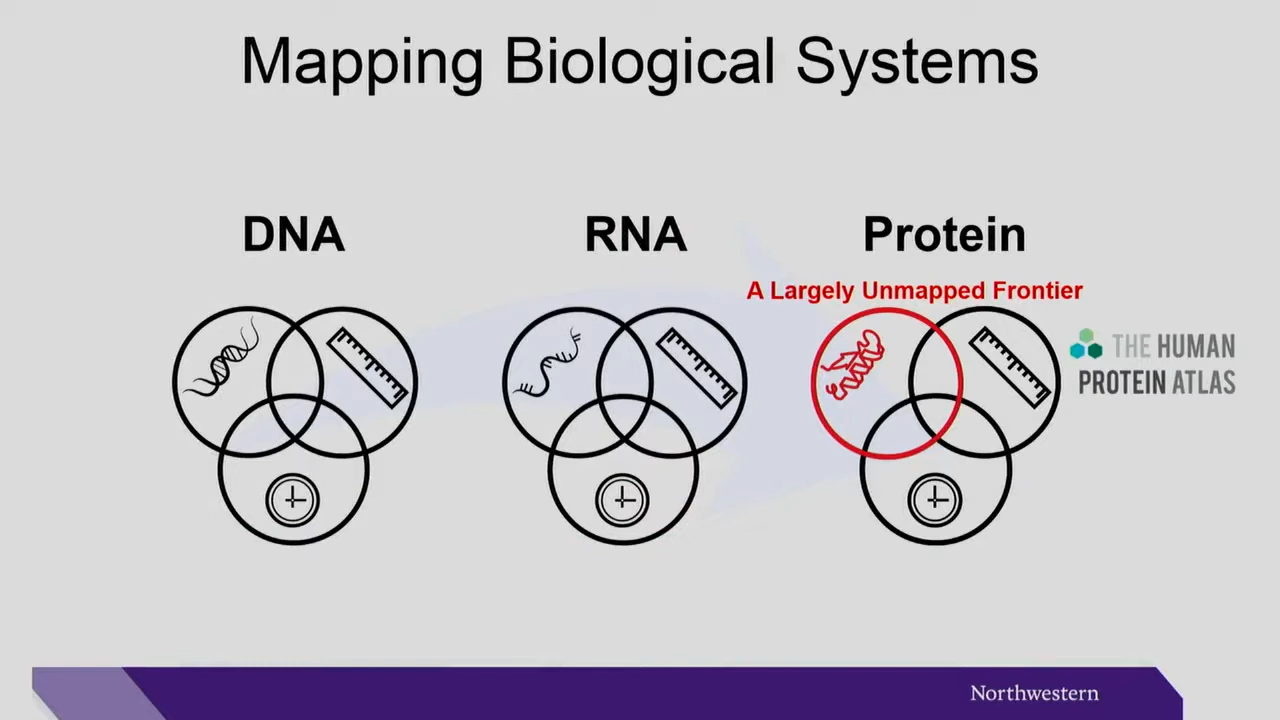 Mapping Biological Systems
DNA
RNA
Protein
A Largely Unmapped Frontier
THE HUMAN
PROTEIN ATLAS
Northwestern